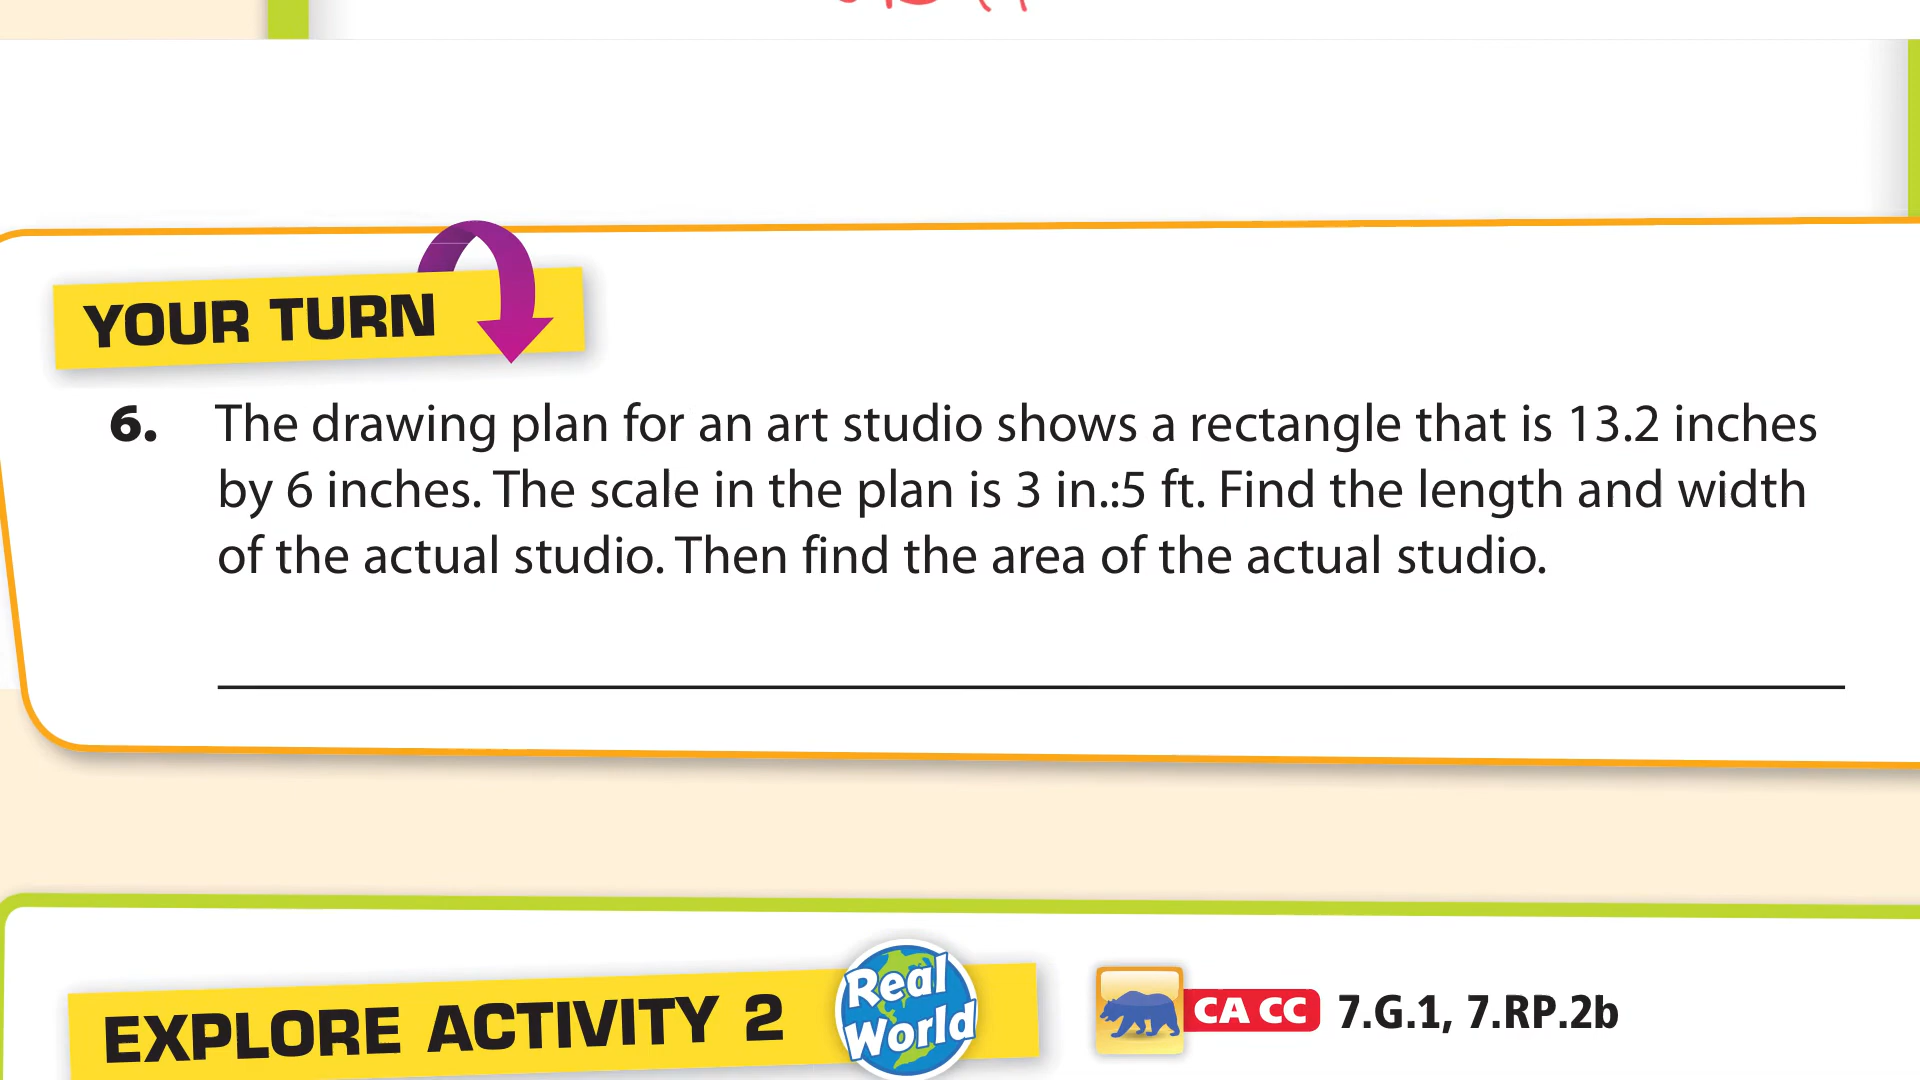 YOUR TURN
6. The drawing plan for an art studio shows a rectangle that is 13.2 inches
by 6 inches. The scale in the plan is 3 in.:5 ft. Find the length and width
of the actual studio. Then find the area of the actual studio.
EXPLORE ACTIVITY 2
Real
World
CA CC 7.G.1, 7.RP.2b